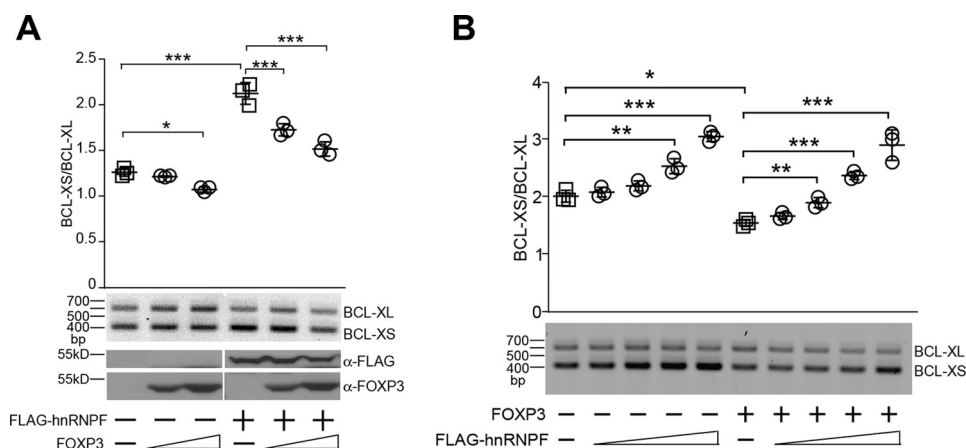 A
BCL-XS/BCL-XL
2.5
2.0
1.5
1.0
0.5
0
***
*
***
***
700
500
400
bp
BCL-XL
BCL-XS
55kD
α-FLAG
55kD
α-FOXP3
FLAG-hnRNPF − − − + + +
FOXP3 − −
B
BCL-XS/BCL-XL
4
3
2
1
0
*
***
**
***
***
**
700
500
400
bp
BCL-XL
BCL-XS
FOXP3 − − − − − + + + + +
FLAG-hnRNPF − −